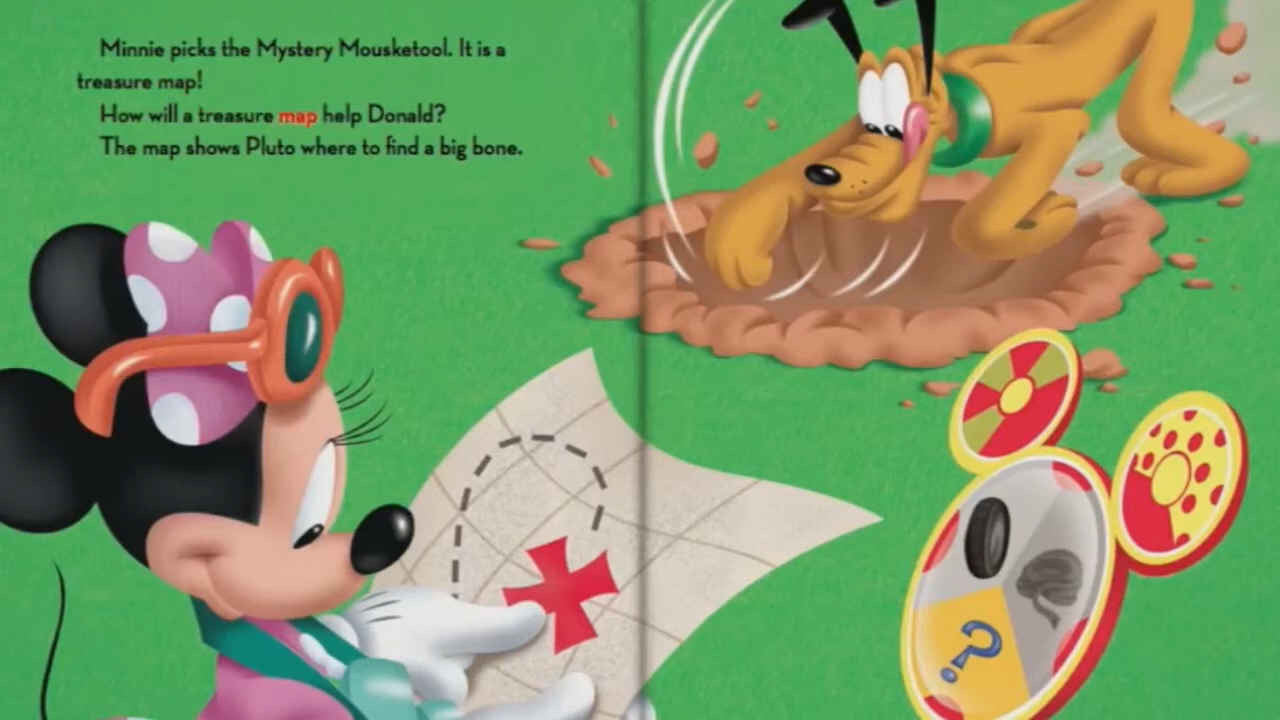 Minnie picks the Mystery Mousketool. It is a
treasure map!
How will a treasure map help Donald?
The map shows Pluto where to find a big bone.
?